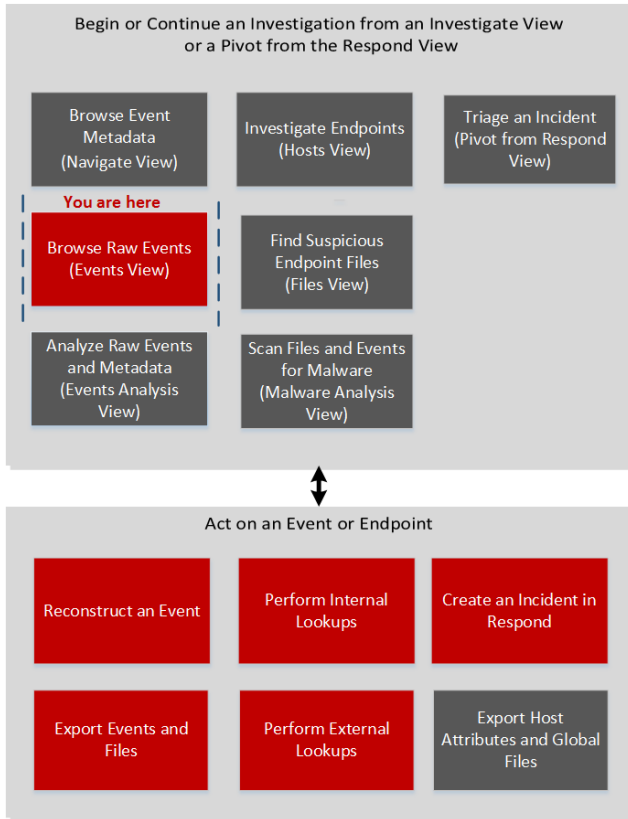 Begin or Continue an Investigation from an Investigate View
or a Pivot from the Respond View
Browse Event
Metadata
(Navigate View)
Investigate Endpoints
(Hosts View)
Triage an Incident
(Pivot from Respond
View)
You are here
Browse Raw Events
(Events View)
Find Suspicious
Endpoint Files
(Files View)
Analyze Raw Events
and Metadata
(Events Analysis
View)
Scan Files and Events
for Malware
(Malware Analysis
View)
Act on an Event or Endpoint
Reconstruct an Event
Perform Internal
Lookups
Create an Incident in
Respond
Export Events and
Files
Perform External
Lookups
Export Host
Attributes and Global
Files